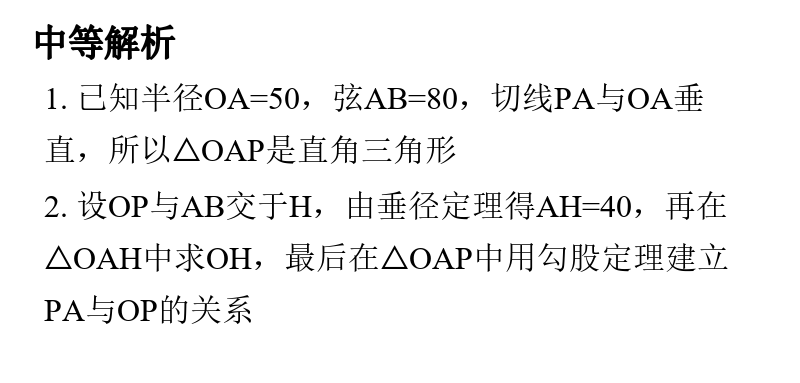 中等解析
1. 已知半径OA=50，弦AB=80，切线PA与OA垂
直，所以△OAP是直角三角形
2. 设OP与AB交于H，由垂径定理得AH=40，再在
△OAH中求OH，最后在△OAP中用勾股定理建立
PA与OP的关系